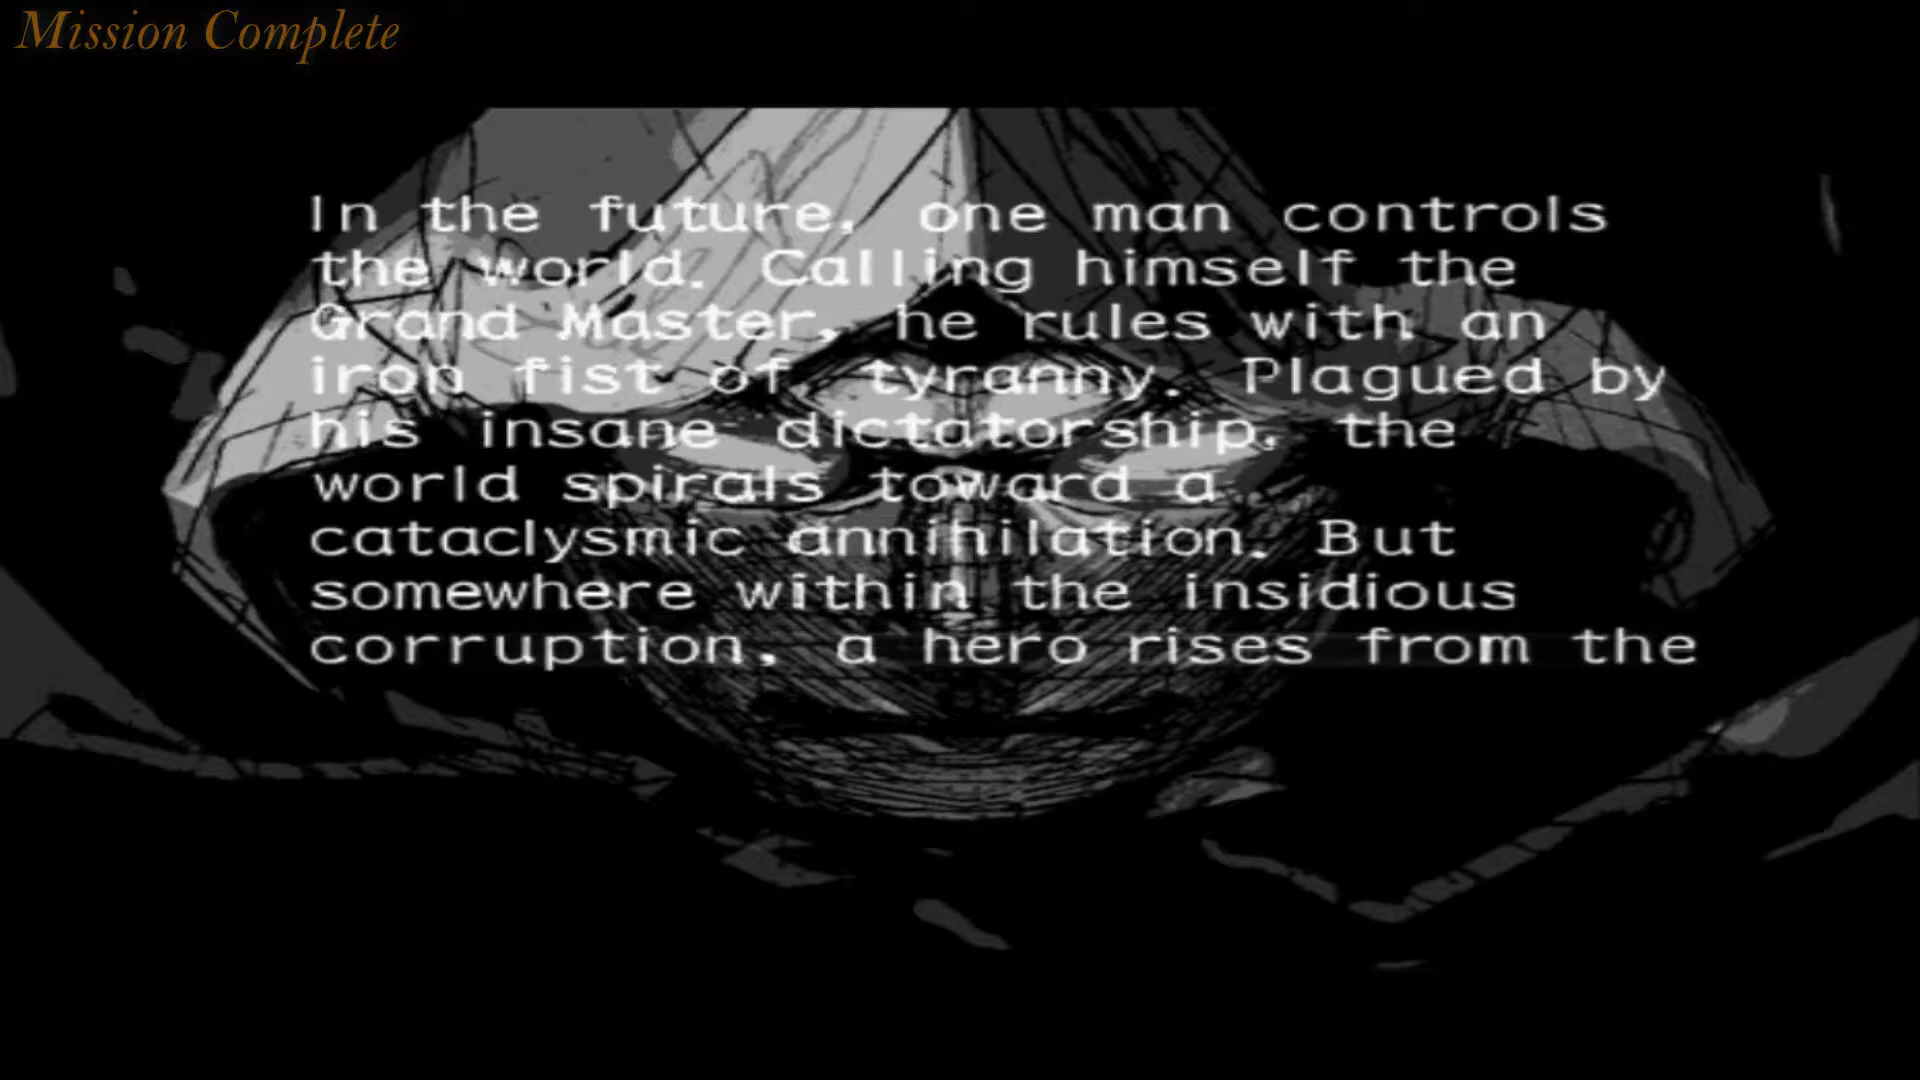 Mission Complete
In the future, one man controls
the world. Calling himself the
Grand Master, he rules with an
iron fist of tyranny. Plagued by
his insane dictatorship, the
world spirals toward a
cataclysmic annihilation. But
somewhere within the insidious
corruption, a hero rises from the